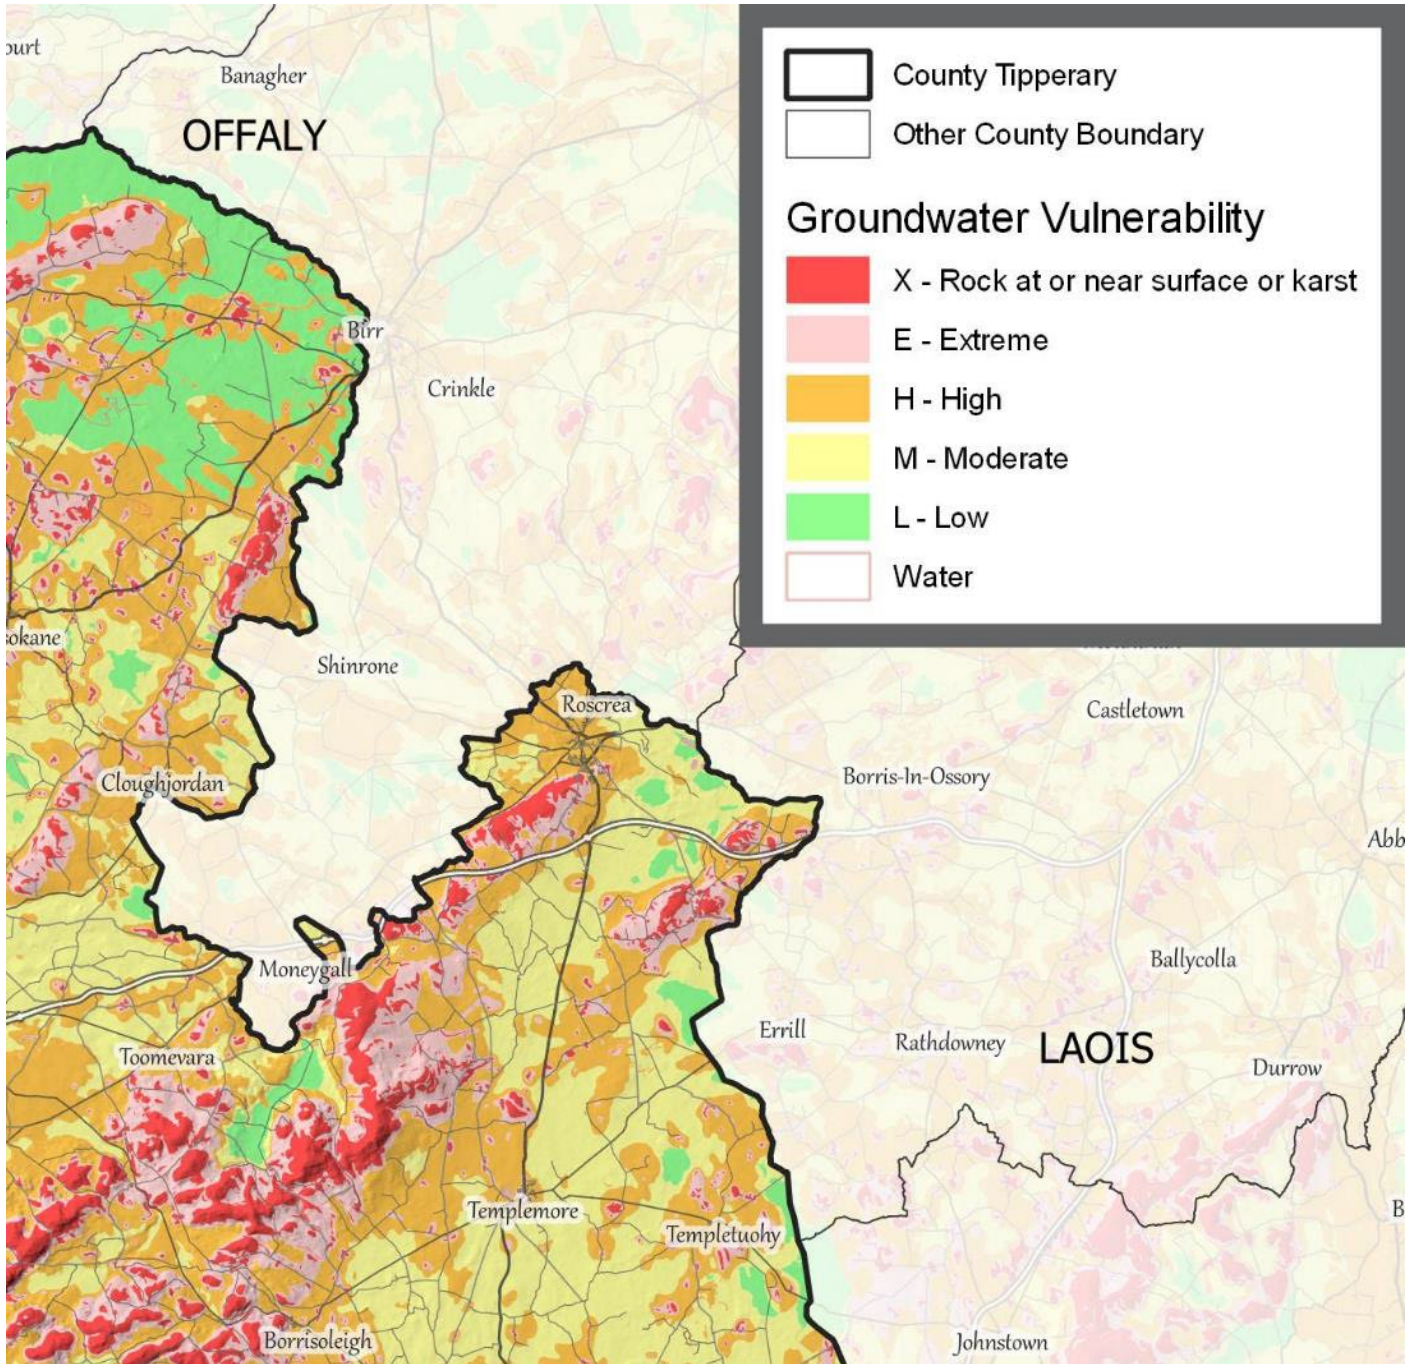 Banagher
OFFALY
County Tipperary
Other County Boundary
Groundwater Vulnerability
X - Rock at or near surface or karst
E - Extreme
H - High
M - Moderate
L - Low
Water
Birr
Crinkle
sokane
Shinrone
Roscrea
Castletown
Cloughjordan
Borris-In-Ossory
Abb
Moneygall
Ballycolla
Toomevara
Errill
Rathdowney
LAOIS
Durrow
Templemore
B
Templetuohy
Borrisoleigh
Johnstown